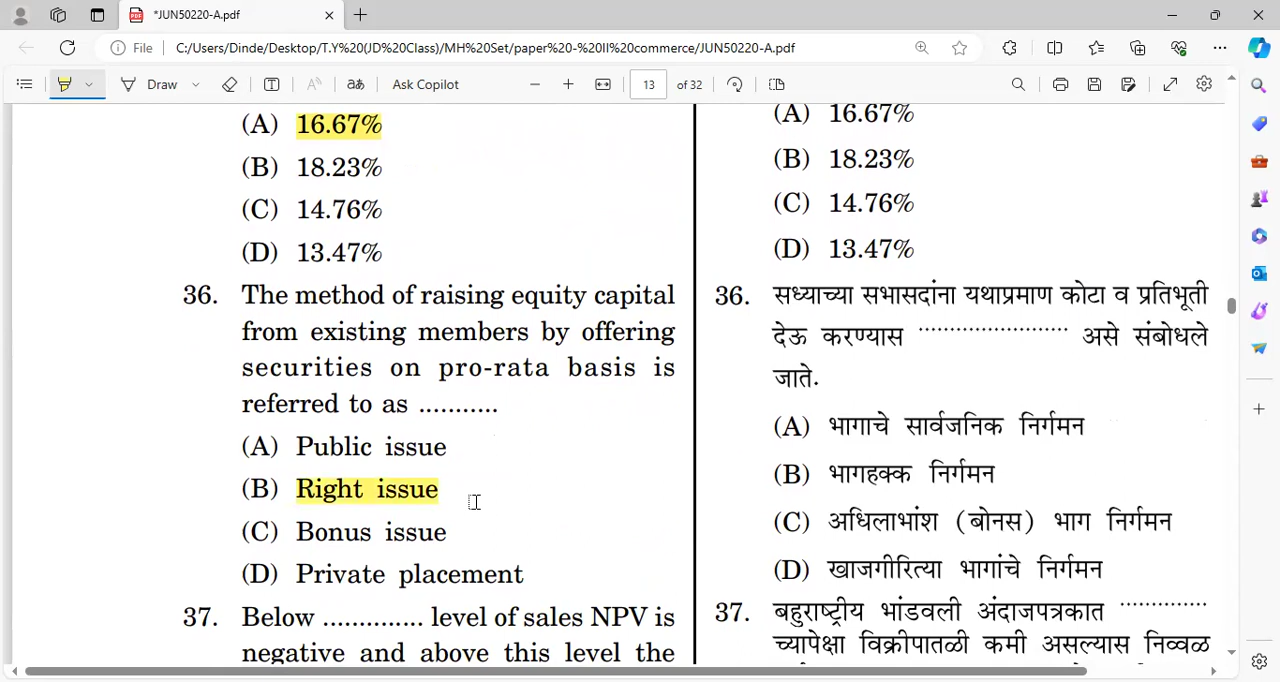 *JUN50220-A.pdf
File
C:/Users/Dinde/Desktop/T.Y%20(JD%20Class)/MH%20Set/paper%20-%20II%20commerce/JUN50220-A.pdf
Draw
aあ
Ask Copilot
13
of 32
(A) 16.67%
(B) 18.23%
(C) 14.76%
(D) 13.47%
36. The method of raising equity capital
from existing members by offering
securities on pro-rata basis is
referred to as ...........
(A) Public issue
(B) Right issue
(C) Bonus issue
(D) Private placement
37. Below .............. level of sales NPV is
negative and above this level the
(A) 16.67%
(B) 18.23%
(C) 14.76%
(D) 13.47%
36. सध्याच्या सभासदांना यथाप्रमाण कोटा व प्रतिभूती
देऊ करण्यास ........................ असे संबोधले
जाते.
(A) भागाचे सार्वजनिक निर्गमन
(B) भागहक्क निर्गमन
(C) अधिलाभांश (बोनस) भाग निर्गमन
(D) खाजगीरित्या भागांचे निर्गमन
37. बहुराष्ट्रीय भांडवली अंदाजपत्रकात ..............
च्यापेक्षा विक्रीपातळी कमी असल्यास निव्वळ